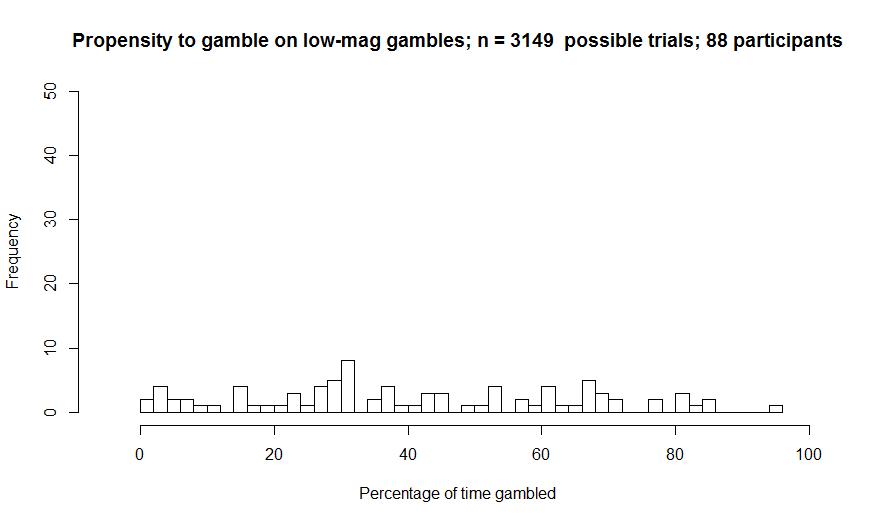 Propensity to gamble on low-mag gambles; n = 3149  possible trials; 88 participants
50
40
30
20
10
0
Frequency
0 20 40 60 80 100
Percentage of time gambled